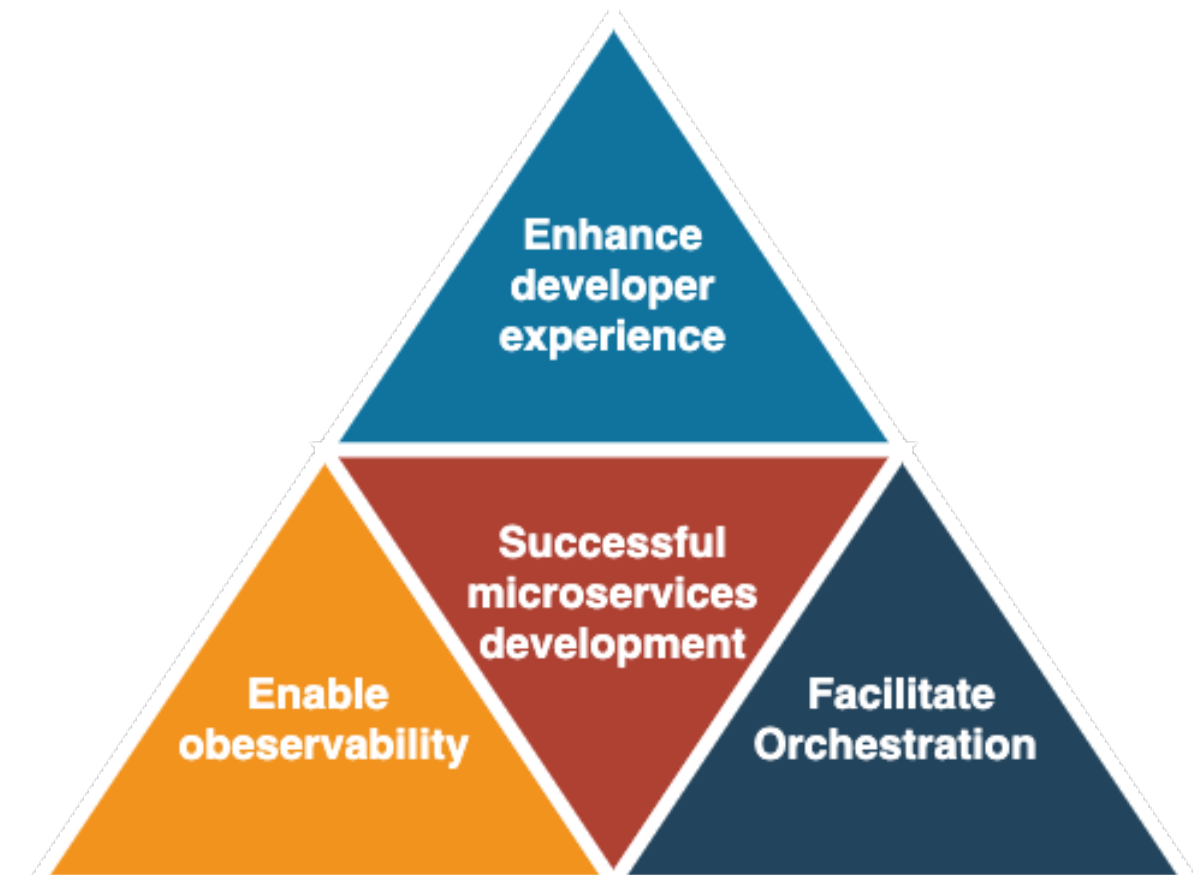 Enhance
developer
experience
Successful
microservices
development
Enable
obeservability
Facilitate
Orchestration